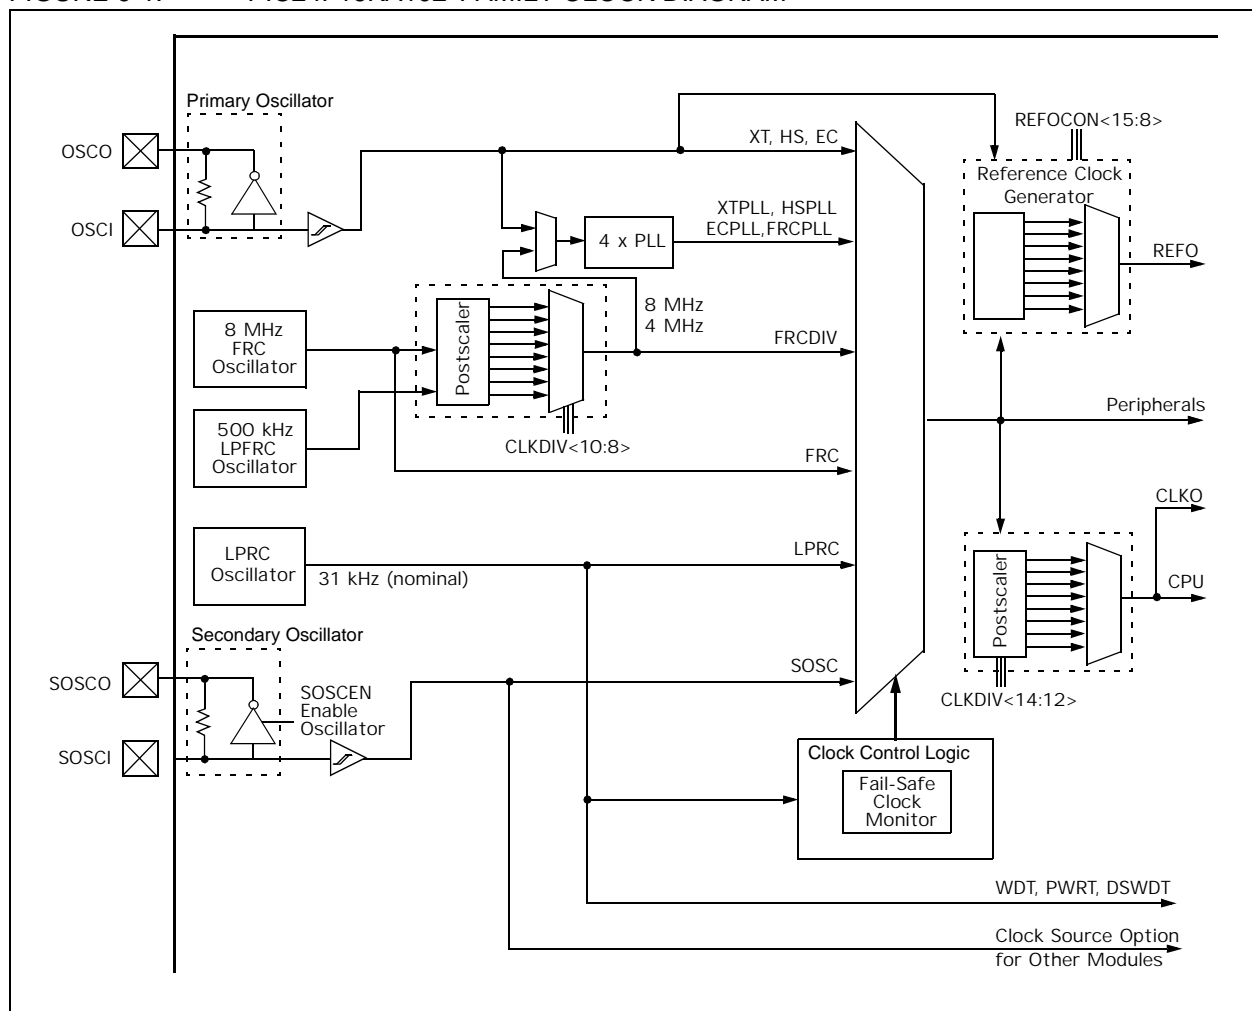 Primary Oscillator
OSCO
OSCI
XT, HS, EC
REFOCON<15:8>
Reference Clock
Generator
REFO
XTPLL, HSPLL
ECPLL,FRCPLL
4 x PLL
8 MHz
4 MHz
8 MHz
FRC
Oscillator
Postscaler
FRCDIV
Peripherals
500 kHz
LPFRC
Oscillator
CLKDIV<10:8>
FRC
CLKO
LPRC
Oscillator
31 kHz (nominal)
LPRC
Postscaler
CPU
CLKDIV<14:12>
Secondary Oscillator
SOSCO
SOSCI
SOSCEN
Enable
Oscillator
SOSC
Clock Control Logic
Fail-Safe
Clock
Monitor
WDT, PWRT, DSWDT
Clock Source Option
for Other Modules